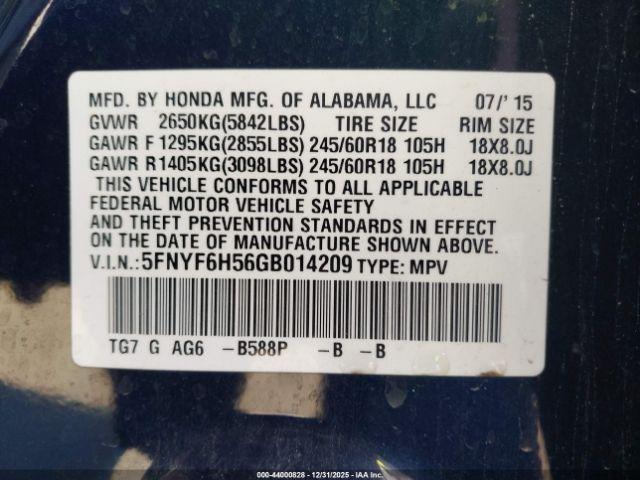 MFD. BY HONDA MFG. OF ALABAMA, LLC 07/' 15
GVWR 2650KG(5842LBS) TIRE SIZE RIM SIZE
GAWR F 1295KG(2855LBS) 245/60R18 105H 18X8.0J
GAWR R1405KG(3098LBS) 245/60R18 105H 18X8.0J
THIS VEHICLE CONFORMS TO ALL APPLICABLE
FEDERAL MOTOR VEHICLE SAFETY
AND THEFT PREVENTION STANDARDS IN EFFECT
ON THE DATE OF MANUFACTURE SHOWN ABOVE.
V.I.N.:5FNYF6H56GB014209 TYPE: MPV
TG7 G AG6 -B588P -B -B
000-44000828 - 12/31/2025 - IAA Inc.